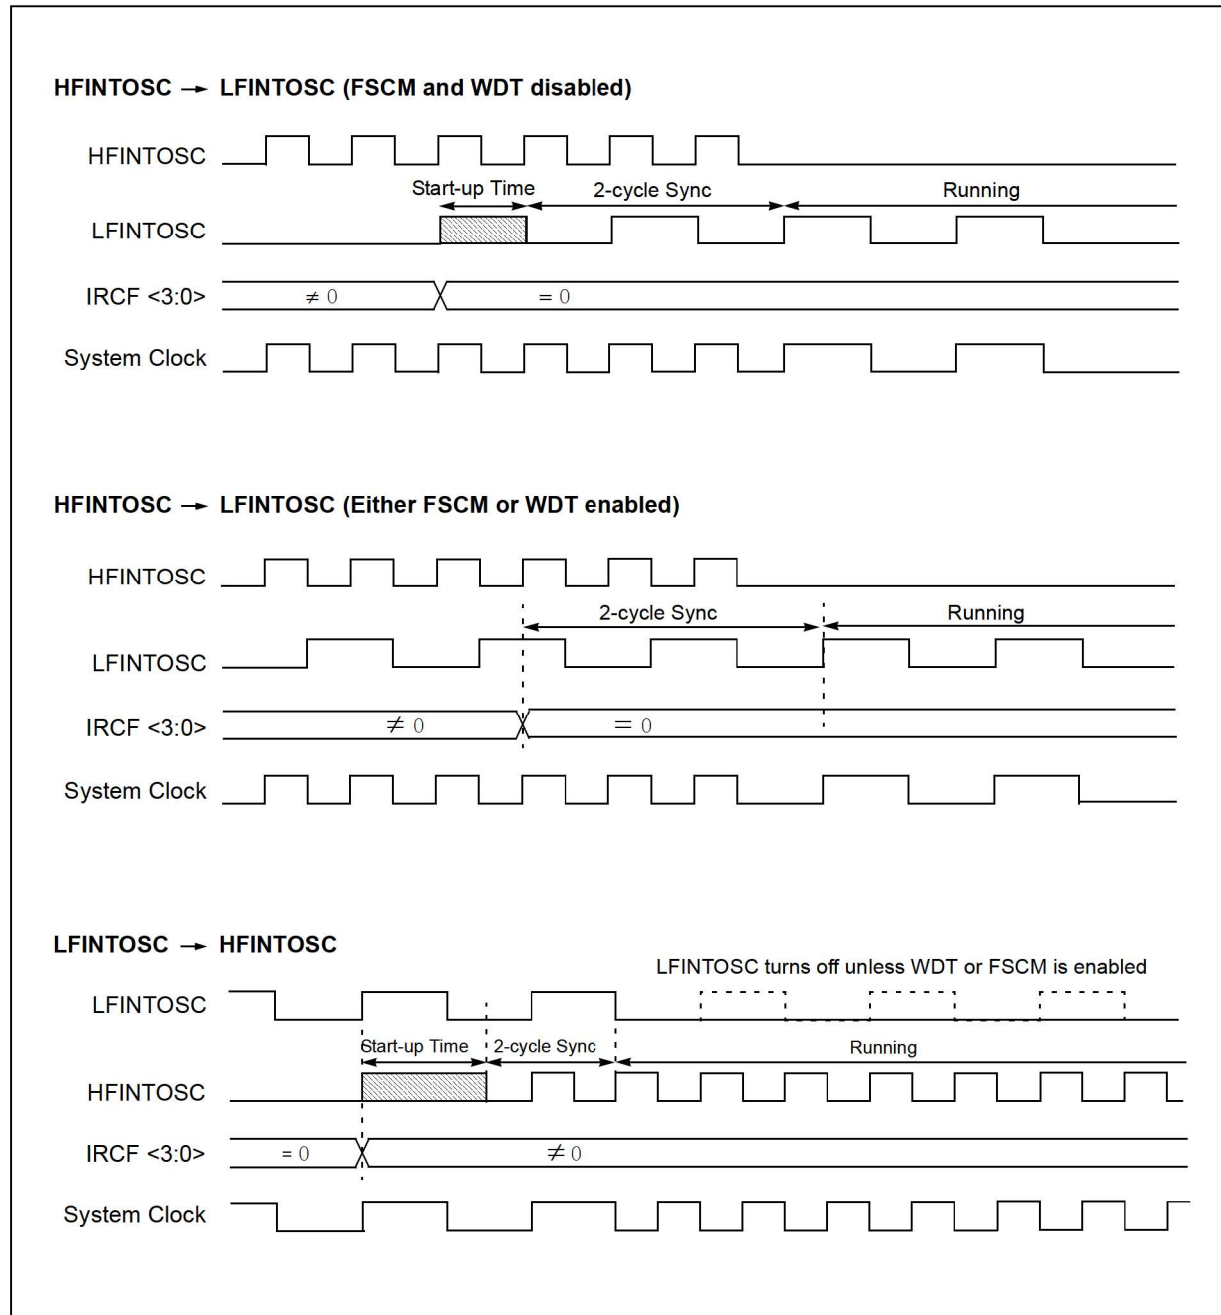 HFINTOSC → LFINTOSC (FSCM and WDT disabled)
HFINTOSC
Start-up Time 2-cycle Sync Running
LFINTOSC
IRCF <3:0> ≠ 0 = 0
System Clock
HFINTOSC → LFINTOSC (Either FSCM or WDT enabled)
HFINTOSC
2-cycle Sync Running
LFINTOSC
IRCF <3:0> ≠ 0 = 0
System Clock
LFINTOSC → HFINTOSC
LFINTOSC turns off unless WDT or FSCM is enabled
LFINTOSC
Start-up Time 2-cycle Sync Running
HFINTOSC
IRCF <3:0> = 0 ≠ 0
System Clock